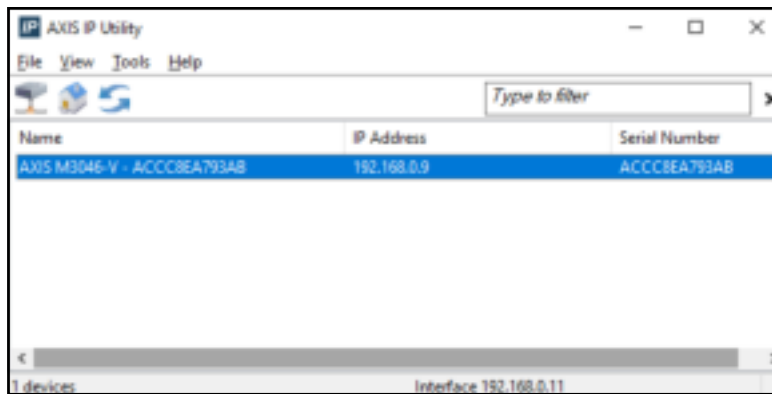 IP AXIS IP Utility
File View Tools Help
Type to filter
Name IP Address Serial Number
AXIS M3046-V - ACCC8EA793AB 192.168.0.9 ACCC8EA793AB
1 devices Interface 192.168.0.11